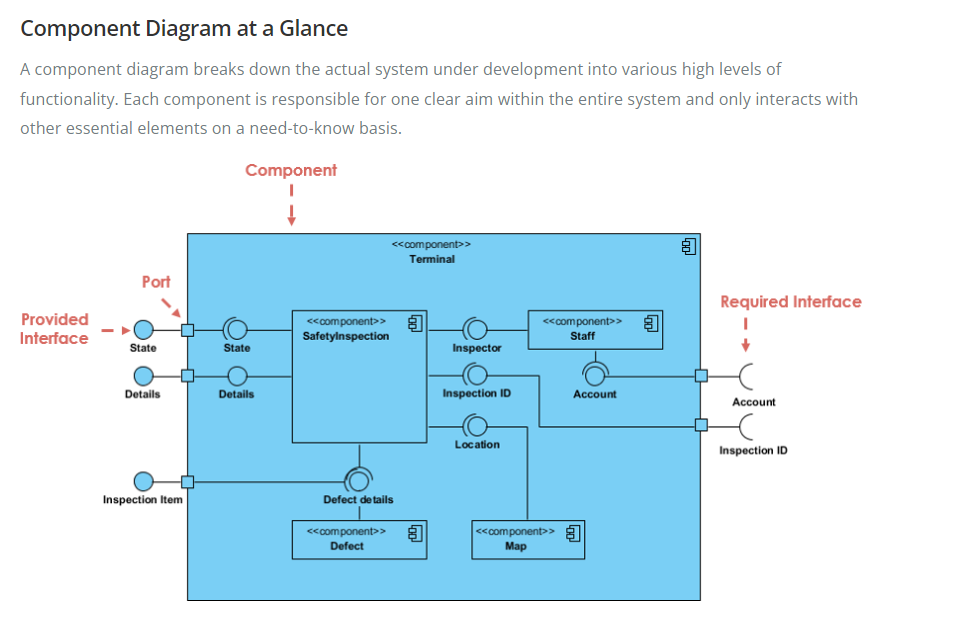 Component Diagram at a Glance
A component diagram breaks down the actual system under development into various high levels of
functionality. Each component is responsible for one clear aim within the entire system and only interacts with
other essential elements on a need-to-know basis.
Component
<<component>>
Terminal
Port
Provided
Interface
Required Interface
State
State
<<component>>
SafetyInspection
Inspector
<<component>>
Staff
Details
Details
Inspection ID
Account
Account
Location
Inspection ID
Inspection Item
Defect details
<<component>>
Defect
<<component>>
Map